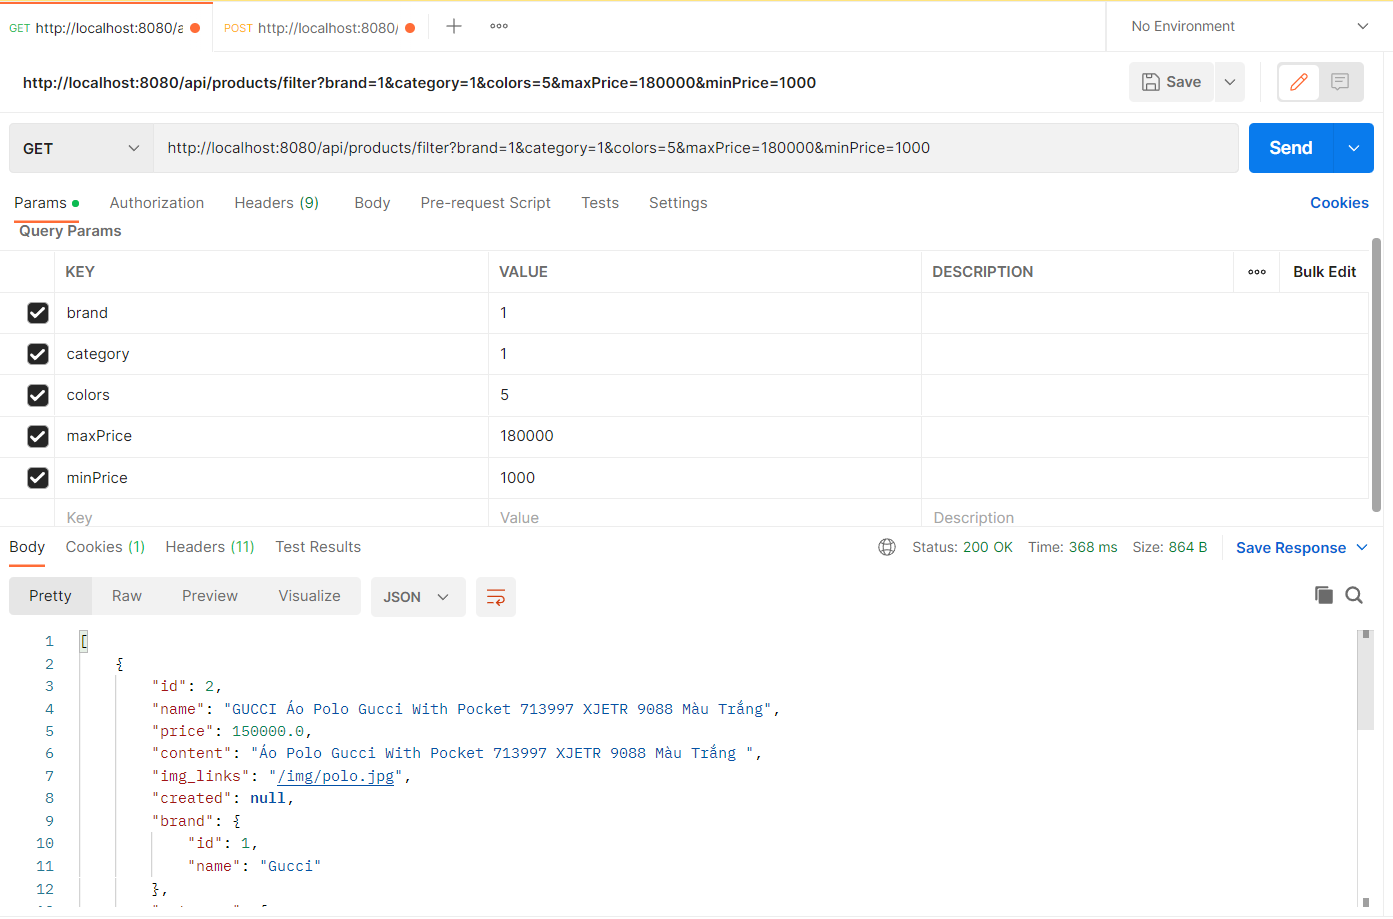 GET http://localhost:8080/a POST http://localhost:8080/ No Environment
http://localhost:8080/api/products/filter?brand=1&category=1&colors=5&maxPrice=180000&minPrice=1000 Save
GET http://localhost:8080/api/products/filter?brand=1&category=1&colors=5&maxPrice=180000&minPrice=1000 Send
Params Authorization Headers (9) Body Pre-request Script Tests Settings Cookies
Query Params
KEY VALUE DESCRIPTION Bulk Edit
brand 1
category 1
colors 5
maxPrice 180000
minPrice 1000
Key Value Description
Body Cookies (1) Headers (11) Test Results Status: 200 OK Time: 368 ms Size: 864 B Save Response
Pretty Raw Preview Visualize JSON
1 [
2 {
3 "id": 2,
4 "name": "GUCCI Áo Polo Gucci With Pocket 713997 XJETR 9088 Màu Trắng",
5 "price": 150000.0,
6 "content": "Áo Polo Gucci With Pocket 713997 XJETR 9088 Màu Trắng ",
7 "img_links": "/img/polo.jpg",
8 "created": null,
9 "brand": {
10 "id": 1,
11 "name": "Gucci"
12 },